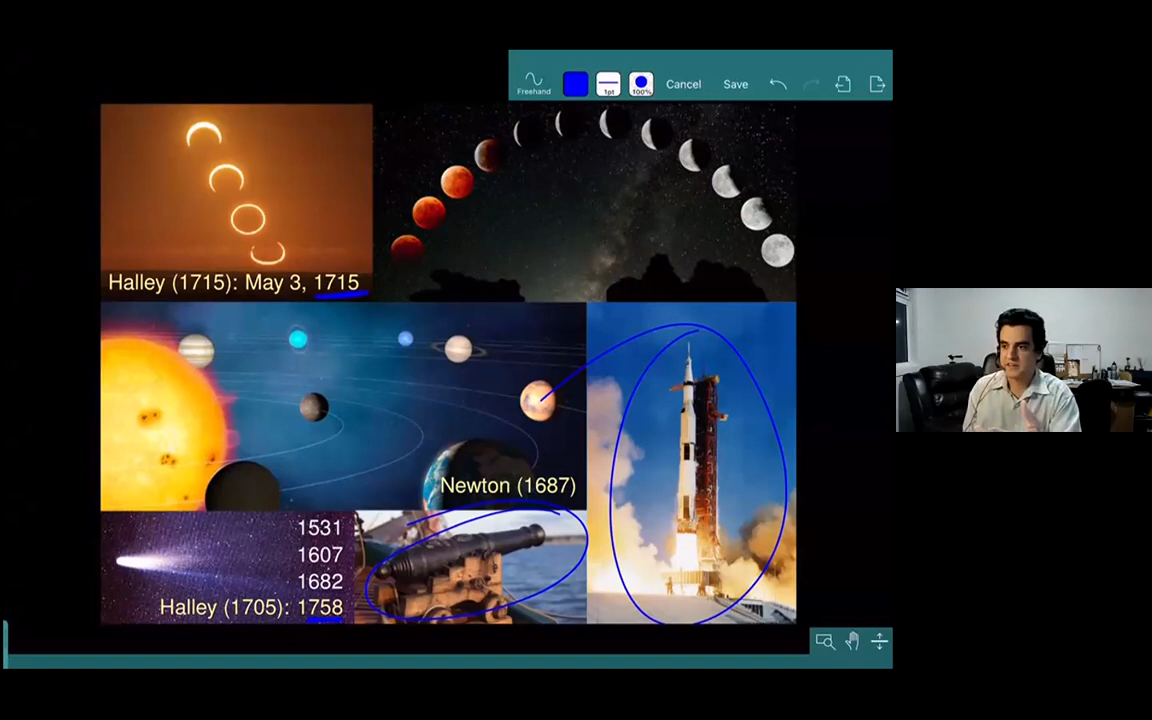 Freehand
1pt
100%
Cancel
Save
Halley (1715): May 3, 1715
Newton (1687)
1531
1607
1682
Halley (1705): 1758